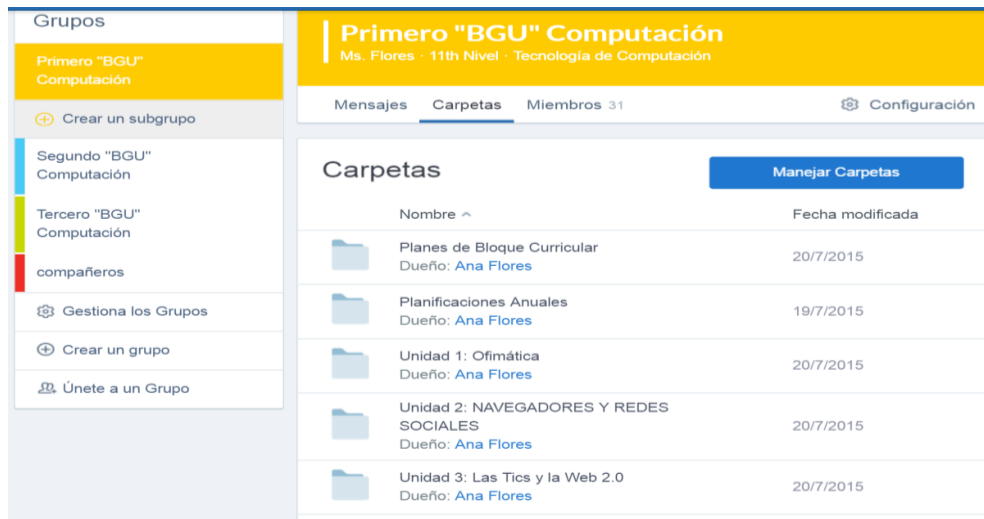 Grupos
Primero "BGU"
Computación
Crear un subgrupo
Segundo "BGU"
Computación
Tercero "BGU"
Computación
compañeros
Gestiona los Grupos
Crear un grupo
Únete a un Grupo
Primero "BGU" Computación
Ms. Flores · 11th Nivel · Tecnología de Computación
Mensajes Carpetas Miembros 31 Configuración
Carpetas Manejar Carpetas
Nombre Fecha modificada
Planes de Bloque Curricular
Dueño: Ana Flores
20/7/2015
Planificaciones Anuales
Dueño: Ana Flores
19/7/2015
Unidad 1: Ofimática
Dueño: Ana Flores
20/7/2015
Unidad 2: NAVEGADORES Y REDES
SOCIALES
Dueño: Ana Flores
20/7/2015
Unidad 3: Las Tics y la Web 2.0
Dueño: Ana Flores
20/7/2015